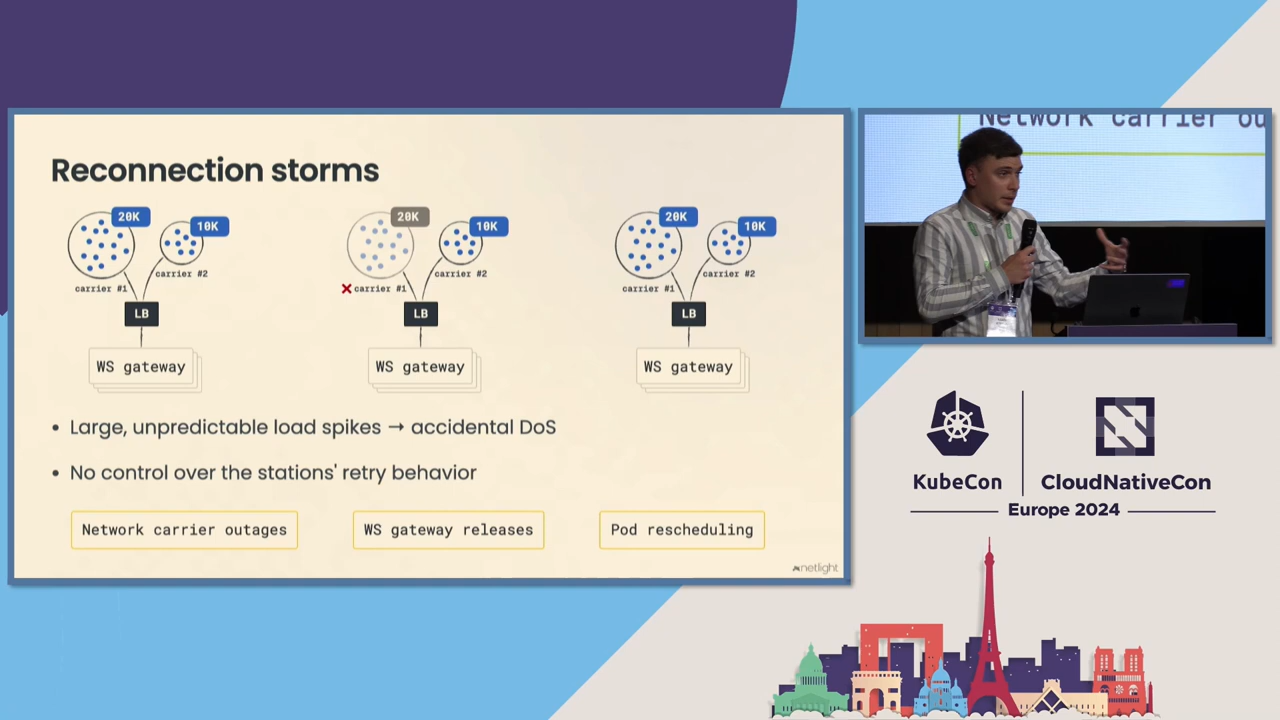 Reconnection storms
20K
10K
carrier #2
carrier #1
LB
WS gateway
20K
10K
carrier #2
carrier #1
LB
WS gateway
20K
10K
carrier #2
carrier #1
LB
WS gateway
• Large, unpredictable load spikes → accidental DoS
• No control over the stations' retry behavior
Network carrier outages
WS gateway releases
Pod rescheduling
netlight
Network carrier ou
KubeCon
CloudNativeCon
Europe 2024